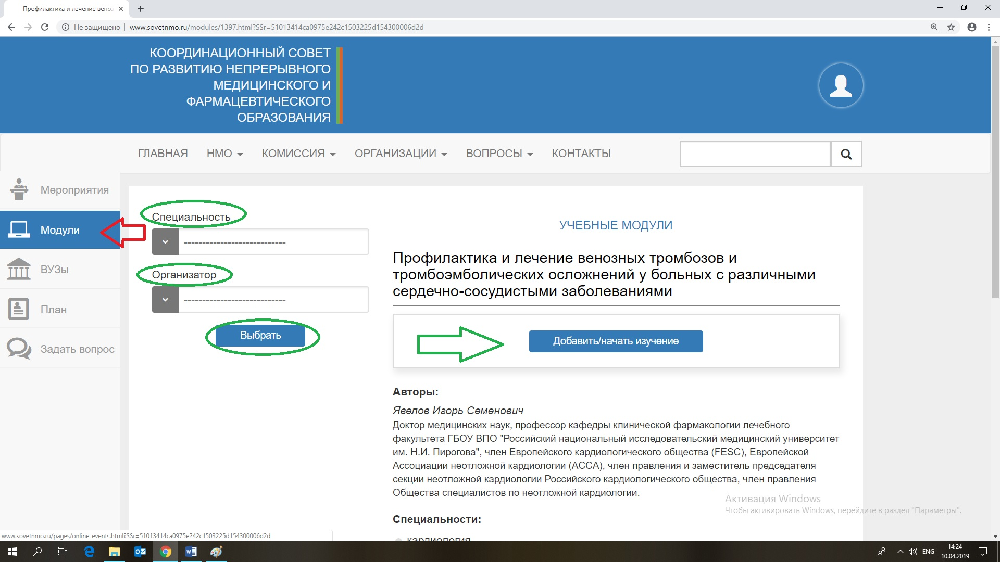 Профилактика и лечение веноз
Не защищено
www.sovetnmo.ru/modules/1397.html?SSr=51013414ca0975e242c1503225d154300006d2d
КООРДИНАЦИОННЫЙ СОВЕТ
ПО РАЗВИТИЮ НЕПРЕРЫВНОГО
МЕДИЦИНСКОГО И
ФАРМАЦЕВТИЧЕСКОГО
ОБРАЗОВАНИЯ
ГЛАВНАЯ НМО КОМИССИЯ ОРГАНИЗАЦИИ ВОПРОСЫ КОНТАКТЫ
Мероприятия
Модули
ВУЗы
План
Задать вопрос
Специальность
----------------------------
Организатор
----------------------------
Выбрать
УЧЕБНЫЕ МОДУЛИ
Профилактика и лечение венозных тромбозов и
тромбоэмболических осложнений у больных с различными
сердечно-сосудистыми заболеваниями
Добавить/начать изучение
Авторы:
Явелов Игорь Семенович
Доктор медицинских наук, профессор кафедры клинической фармакологии лечебного
факультета ГБОУ ВПО "Российский национальный исследовательский медицинский университет
им. Н.И. Пирогова", член Европейского кардиологического общества (FESC), Европейской
Ассоциации неотложной кардиологии (ACCA), член правления и заместитель председателя
секции неотложной кардиологии Российского кардиологического общества, член правления
Общества специалистов по неотложной кардиологии.
Специальности:
кардиология
Активация Windows
Чтобы активировать Windows, перейдите в раздел "Параметры".
www.sovetnmo.ru/pages/online_events.html?SSr=51013414ca0975e242c1503225d154300006d2d
ENG
14:24
10.04.2019